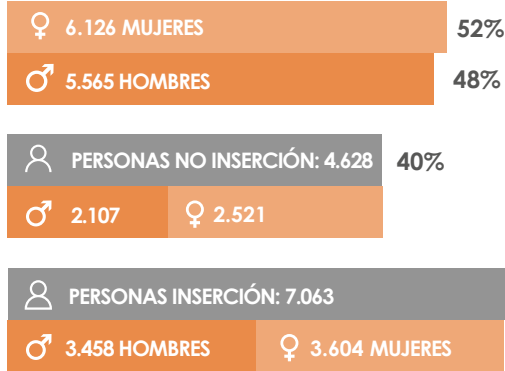 6.126 MUJERES 52%
5.565 HOMBRES 48%
PERSONAS NO INSERCIÓN: 4.628 40%
2.107 2.521
PERSONAS INSERCIÓN: 7.063
3.458 HOMBRES 3.604 MUJERES